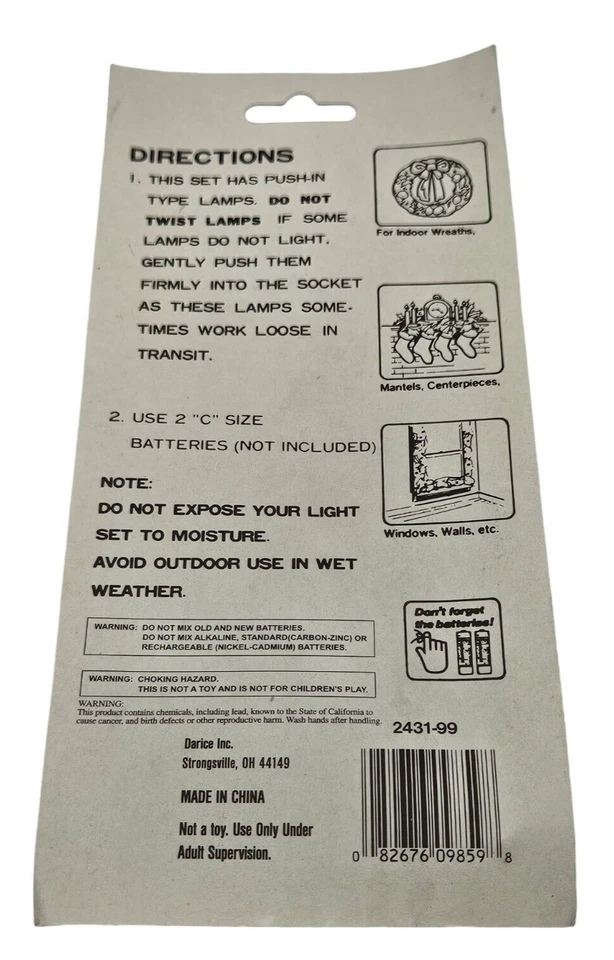 DIRECTIONS
1. THIS SET HAS PUSH-IN
TYPE LAMPS. DO NOT
TWIST LAMPS IF SOME
LAMPS DO NOT LIGHT,
GENTLY PUSH THEM
FIRMLY INTO THE SOCKET
AS THESE LAMPS SOME-
TIMES WORK LOOSE IN
TRANSIT.
For Indoor Wreaths,
Mantels, Centerpieces,
2. USE 2 "C" SIZE
BATTERIES (NOT INCLUDED)
NOTE:
DO NOT EXPOSE YOUR LIGHT
SET TO MOISTURE.
AVOID OUTDOOR USE IN WET
WEATHER.
Windows, Walls, etc.
Don't forget
the batteries!
WARNING: DO NOT MIX OLD AND NEW BATTERIES.
DO NOT MIX ALKALINE, STANDARD(CARBON-ZINC) OR
RECHARGEABLE (NICKEL-CADMIUM) BATTERIES.
WARNING: CHOKING HAZARD.
THIS IS NOT A TOY AND IS NOT FOR CHILDREN'S PLAY.
WARNING:
This product contains chemicals, including lead, known to the State of California to
cause cancer, and birth defects or other reproductive harm. Wash hands after handling.
2431-99
Darice Inc.
Strongsville, OH 44149
MADE IN CHINA
Not a toy. Use Only Under
Adult Supervision.
0 82676 09859 8